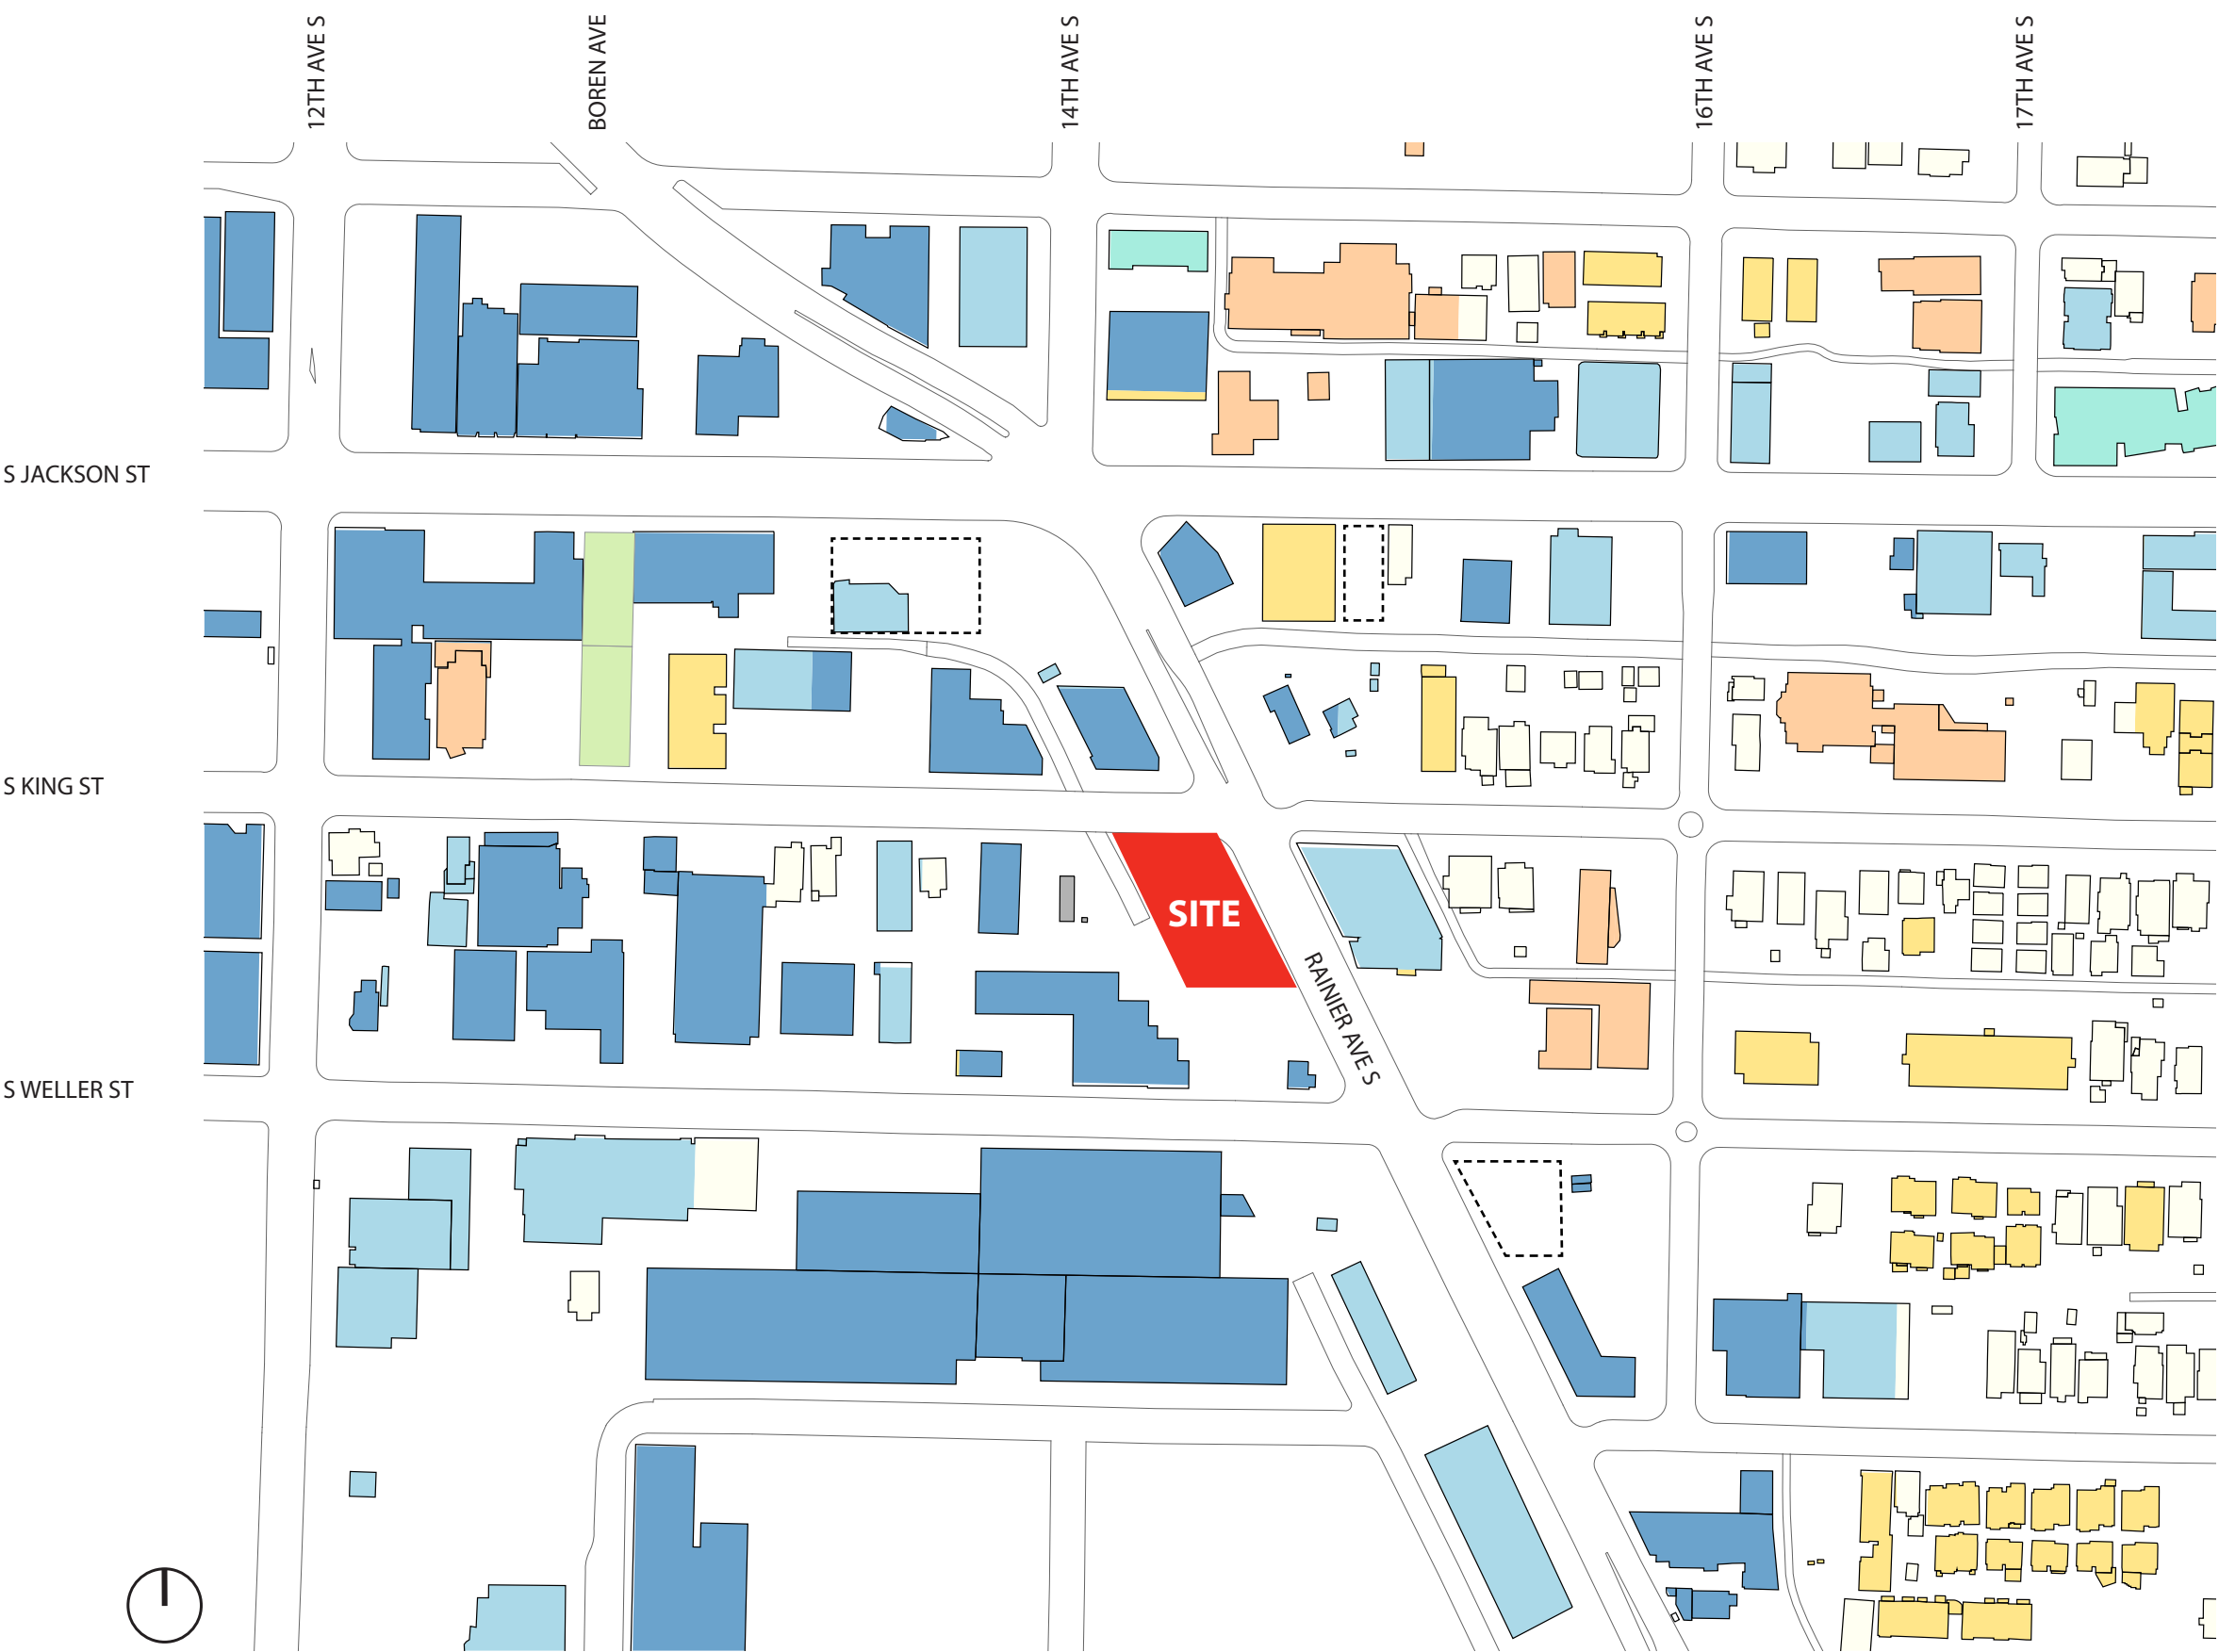 12TH AVE S
BOREN AVE
14TH AVE S
16TH AVE S
17TH AVE S
S JACKSON ST
S KING ST
SITE
RAINIER AVE S
S WELLER ST